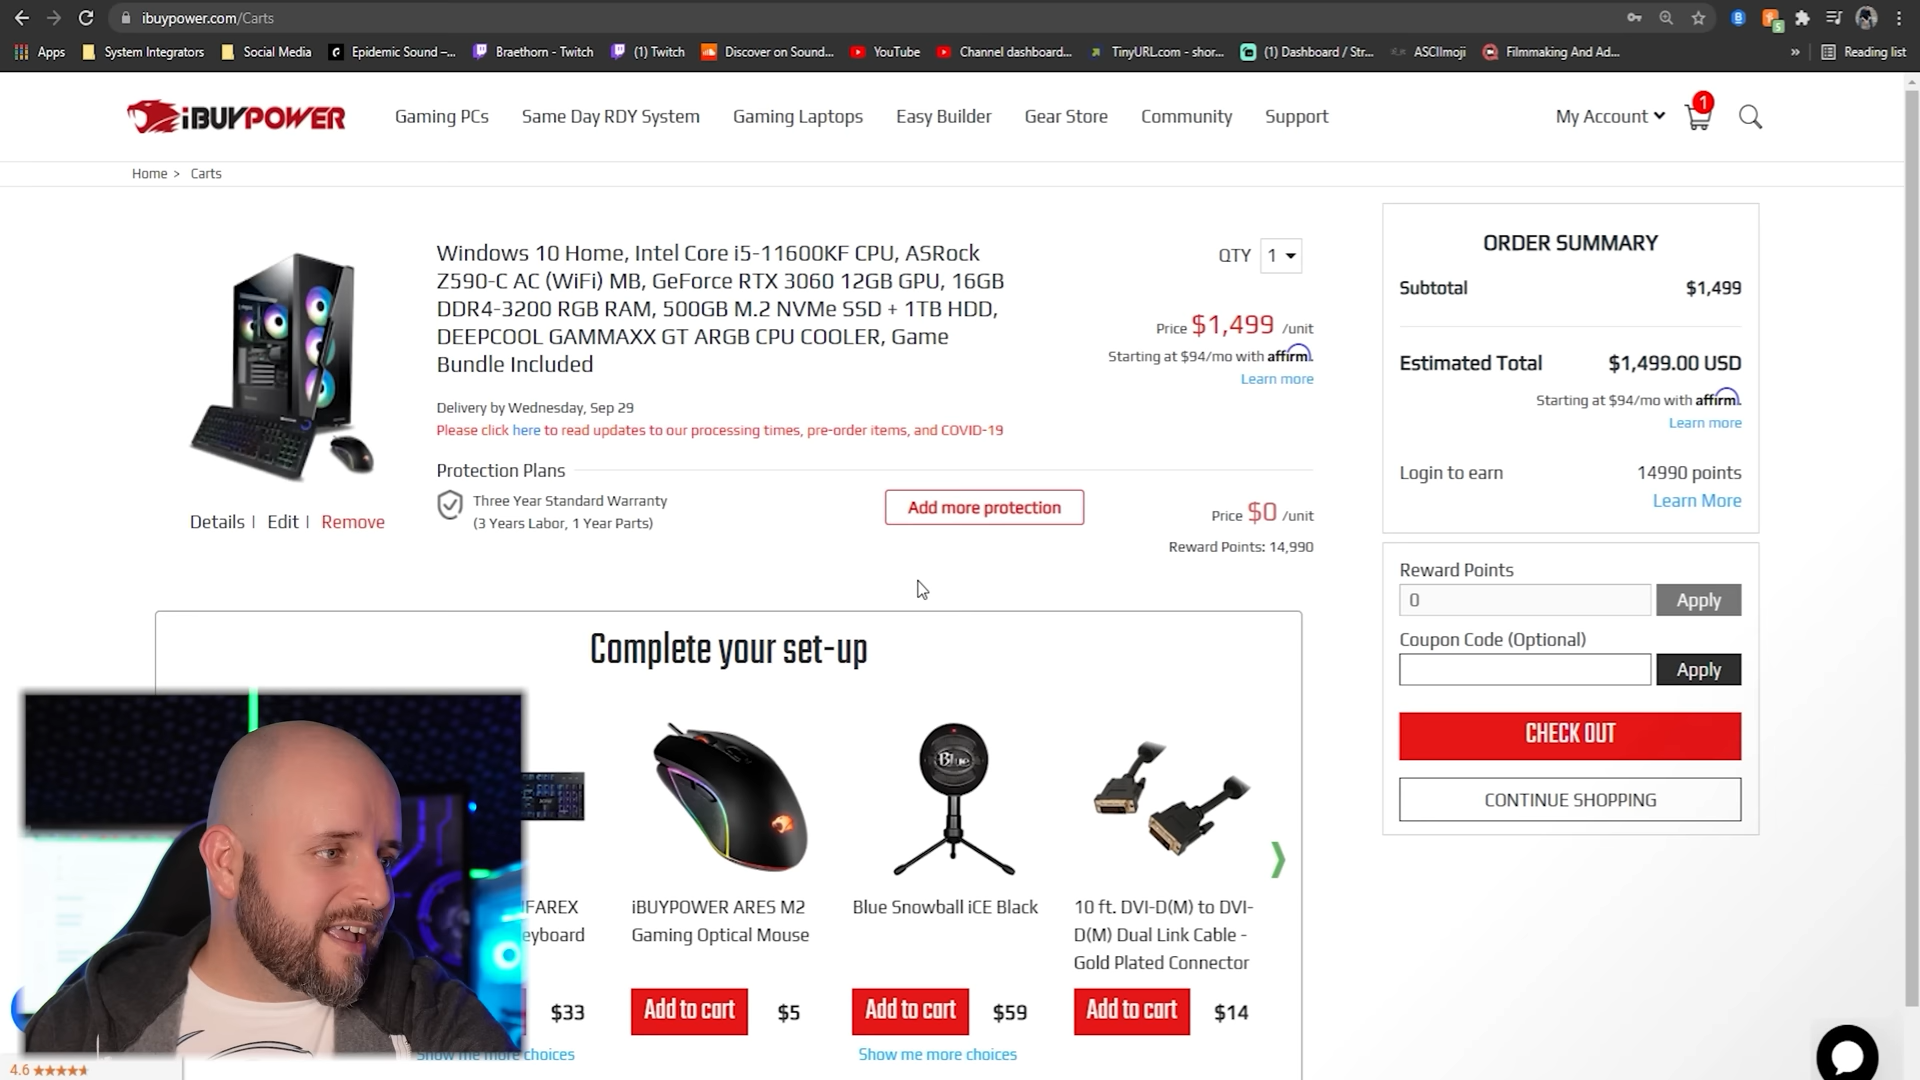 ibuypower.com/Carts
Apps
System Integrators
Social Media
Epidemic Sound –...
Braethorn - Twitch
(1) Twitch
Discover on Sound...
YouTube
Channel dashboard...
TinyURL.com - shor...
(1) Dashboard / Str...
ASCIImoji
Filmmaking And Ad...
»
Reading list
iBUYPOWER
Gaming PCs
Same Day RDY System
Gaming Laptops
Easy Builder
Gear Store
Community
Support
My Account
1
Home > Carts
Windows 10 Home, Intel Core i5-11600KF CPU, ASRock
Z590-C AC (WiFi) MB, GeForce RTX 3060 12GB GPU, 16GB
DDR4-3200 RGB RAM, 500GB M.2 NVMe SSD + 1TB HDD,
DEEPCOOL GAMMAXX GT ARGB CPU COOLER, Game
Bundle Included
QTY 1
Price $1,499 /unit
Starting at $94/mo with affirm.
Learn more
Delivery by Wednesday, Sep 29
Please click here to read updates to our processing times, pre-order items, and COVID-19
Protection Plans
Three Year Standard Warranty
(3 Years Labor, 1 Year Parts)
Add more protection
Price $0 /unit
Reward Points: 14,990
Details | Edit | Remove
ORDER SUMMARY
Subtotal $1,499
Estimated Total $1,499.00 USD
Starting at $94/mo with affirm.
Learn more
Login to earn 14990 points
Learn More
Reward Points
0 Apply
Coupon Code (Optional)
Apply
CHECK OUT
CONTINUE SHOPPING
Complete your set-up
Blue
FAREX
eyboard
$33
iBUYPOWER ARES M2
Gaming Optical Mouse
Add to cart $5
Blue Snowball iCE Black
Add to cart $59
10 ft. DVI-D(M) to DVI-
D(M) Dual Link Cable -
Gold Plated Connector
Add to cart $14
Show me more choices
Show me more choices
4.6